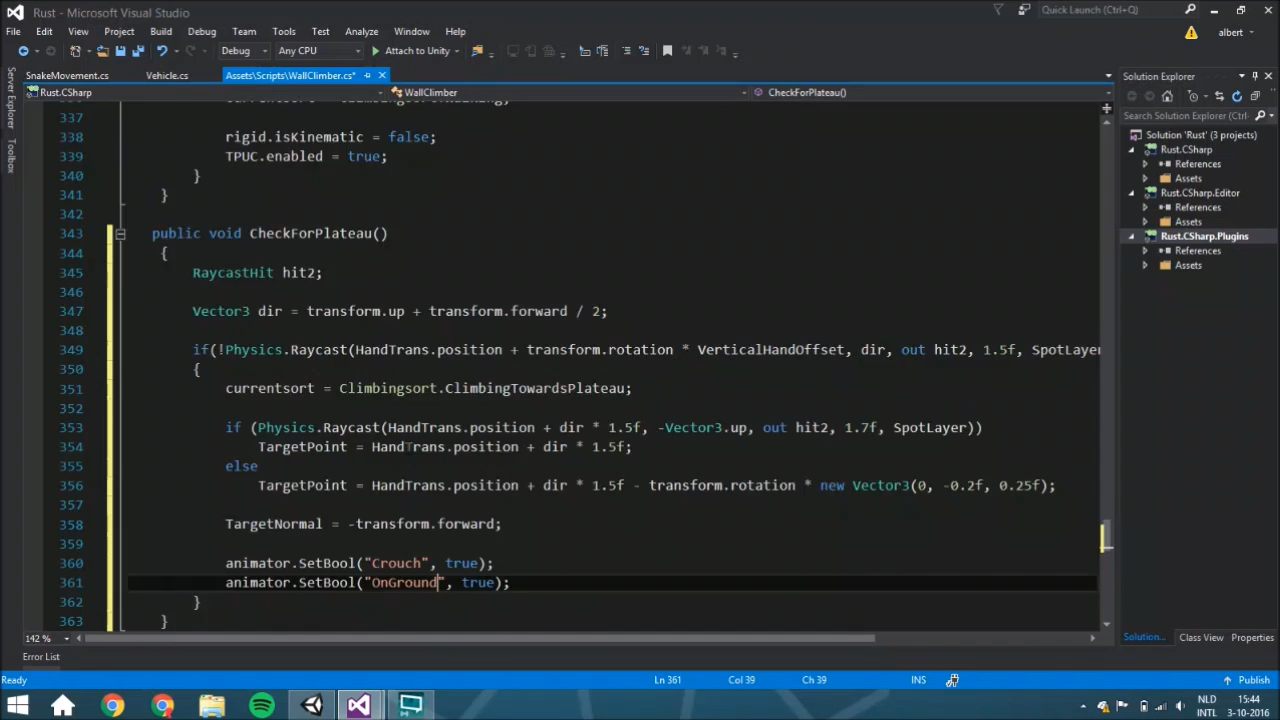 Rust - Microsoft Visual Studio
Quick Launch (Ctrl+Q)
File Edit View Project Build Debug Team Tools Test Analyze Window Help
albert
Debug Any CPU Attach to Unity
SnakeMovement.cs Vehicle.cs Assets\Scripts\WallClimber.cs*
Rust.CSharp WallClimber CheckForPlateau()
Server Explorer
Toolbox
337
338 rigid.isKinematic = false;
339 TPUC.enabled = true;
340 }
341 }
342
343 public void CheckForPlateau()
344 {
345 RaycastHit hit2;
346
347 Vector3 dir = transform.up + transform.forward / 2;
348
349 if(!Physics.Raycast(HandTrans.position + transform.rotation * VerticalHandOffset, dir, out hit2, 1.5f, SpotLayer
350 {
351 currentsort = Climbingsort.ClimbingTowardsPlateau;
352
353 if (Physics.Raycast(HandTrans.position + dir * 1.5f, -Vector3.up, out hit2, 1.7f, SpotLayer))
354 TargetPoint = HandTrans.position + dir * 1.5f;
355 else
356 TargetPoint = HandTrans.position + dir * 1.5f - transform.rotation * new Vector3(0, -0.2f, 0.25f);
357
358 TargetNormal = -transform.forward;
359
360 animator.SetBool("Crouch", true);
361 animator.SetBool("OnGround", true);
362 }
363 }
142 %
Error List
Solution Explorer
Search Solution Explorer (Ctrl+
Solution 'Rust' (3 projects)
Rust.CSharp
References
Assets
Rust.CSharp.Editor
References
Assets
Rust.CSharp.Plugins
References
Assets
Solution... Class View Properties
Ready Ln 361 Col 39 Ch 39 INS Publish
NLD 15:44
INTL 3-10-2016